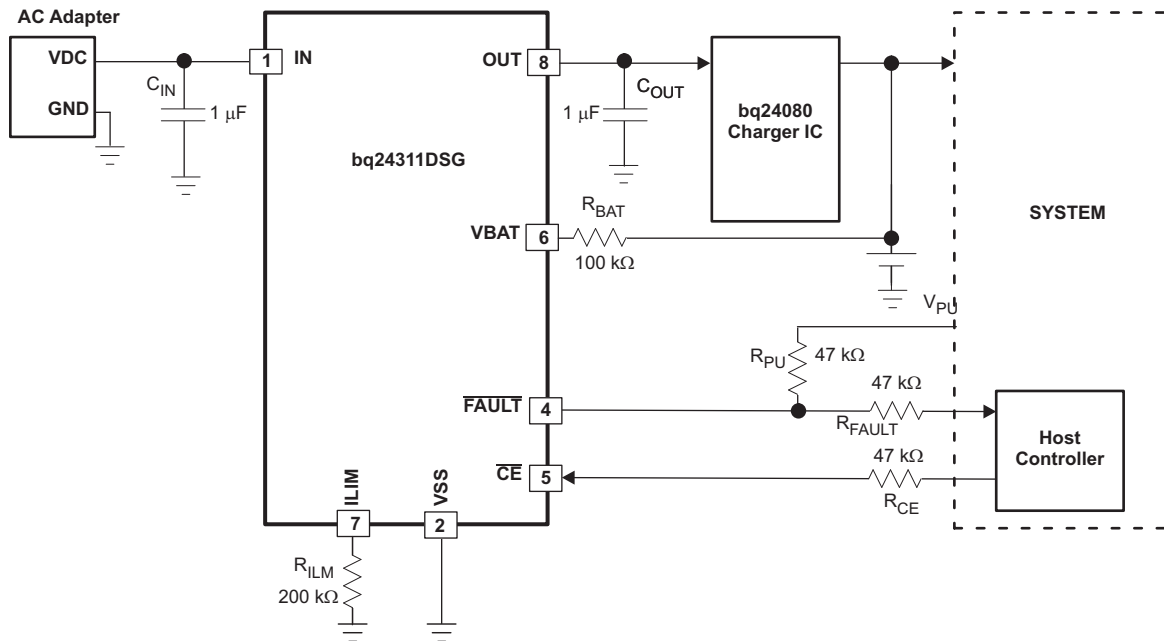 AC Adapter
VDC
GND
C_IN
1 μF
1
IN
OUT
8
C_OUT
1 μF
bq24080
Charger IC
bq24311DSG
SYSTEM
VBAT
6
R_BAT
100 kΩ
V_PU
R_PU
47 kΩ
FAULT
4
47 kΩ
R_FAULT
Host
Controller
CE
5
47 kΩ
R_CE
ILIM
7
VSS
2
R_ILM
200 kΩ